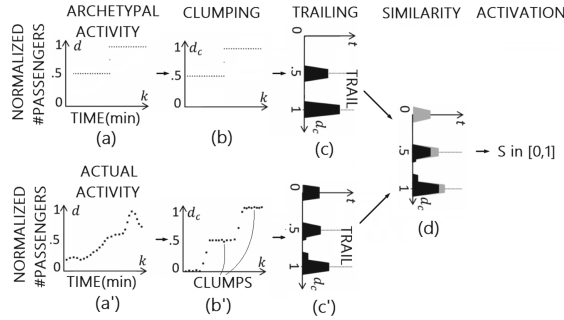 ARCHETYPAL ACTIVITY
CLUMPING
TRAILING
SIMILARITY
ACTIVATION
NORMALIZED #PASSENGERS
d
1
.5
0
k
TIME(min)
(a)
d_c
1
.5
0
k
(b)
0
t
.5
1
d_c
TRAIL
(c)
ACTUAL ACTIVITY
NORMALIZED #PASSENGERS
d
1
.5
0
k
TIME(min)
(a')
d_c
1
.5
0
k
CLUMPS
(b')
0
t
.5
1
d_c
TRAIL
(c')
0
t
.5
1
d_c
(d)
S in [0,1]